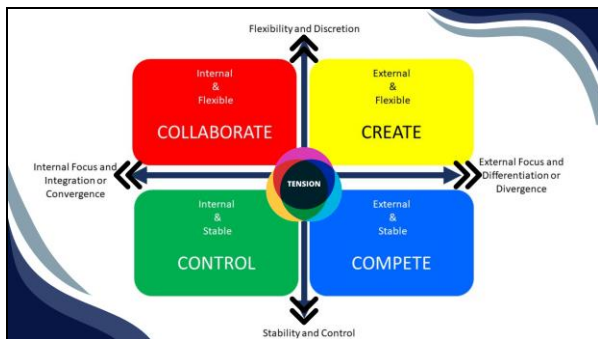 Flexibility and Discretion
Internal
&
Flexible
COLLABORATE
External
&
Flexible
CREATE
Internal Focus and
Integration or
Convergence
TENSION
External Focus and
Differentiation or
Divergence
Internal
&
Stable
CONTROL
External
&
Stable
COMPETE
Stability and Control